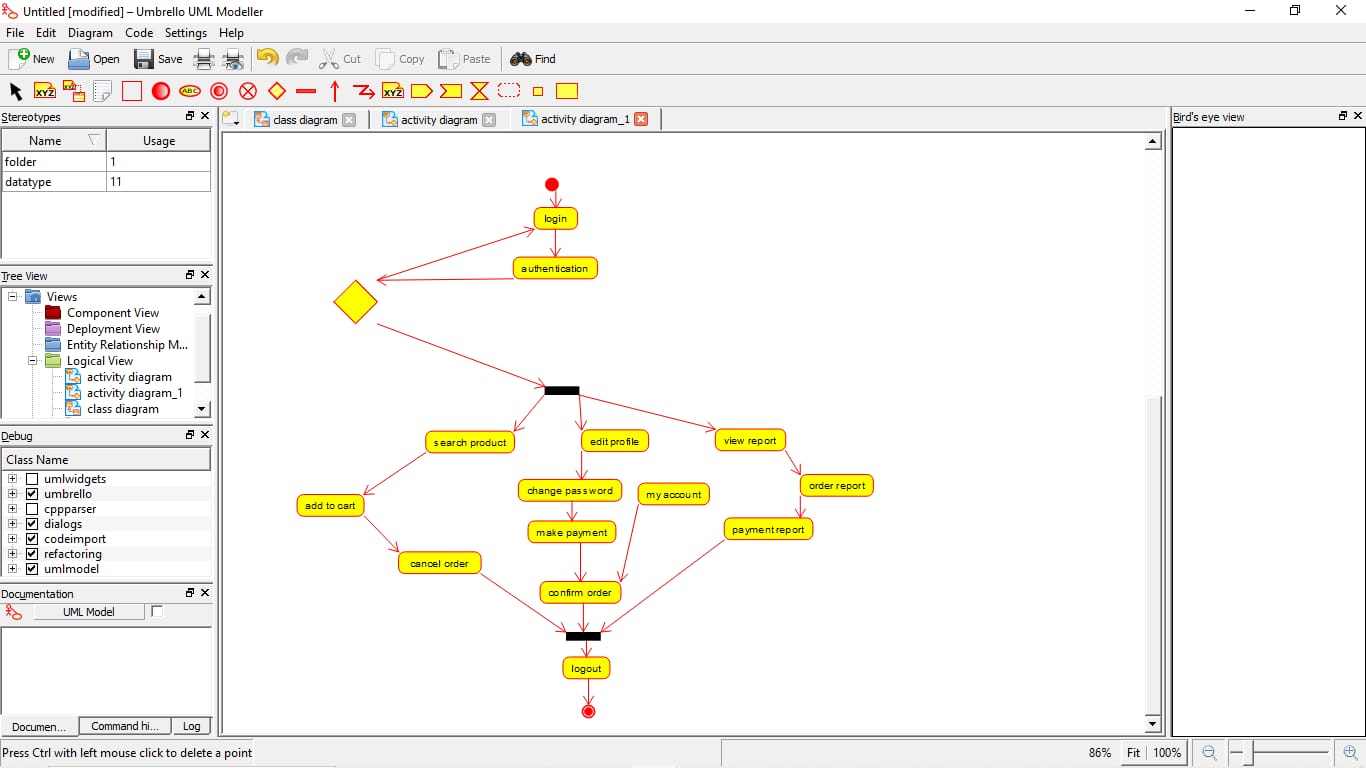 Untitled [modified] – Umbrello UML Modeller
File Edit Diagram Code Settings Help
New Open Save Cut Copy Paste Find
XYZ ABC XYZ
Stereotypes
Name Usage
folder 1
datatype 11
Tree View
Views
Component View
Deployment View
Entity Relationship M...
Logical View
activity diagram
activity diagram_1
class diagram
Debug
Class Name
umlwidgets
umbrello
cppparser
dialogs
codeimport
refactoring
umlmodel
Documentation
UML Model
Documen... Command hi... Log
class diagram activity diagram activity diagram_1
login
authentication
search product edit profile view report
add to cart change password my account order report
make payment payment report
cancel order
confirm order
logout
Bird's eye view
Press Ctrl with left mouse click to delete a point
86% Fit 100%